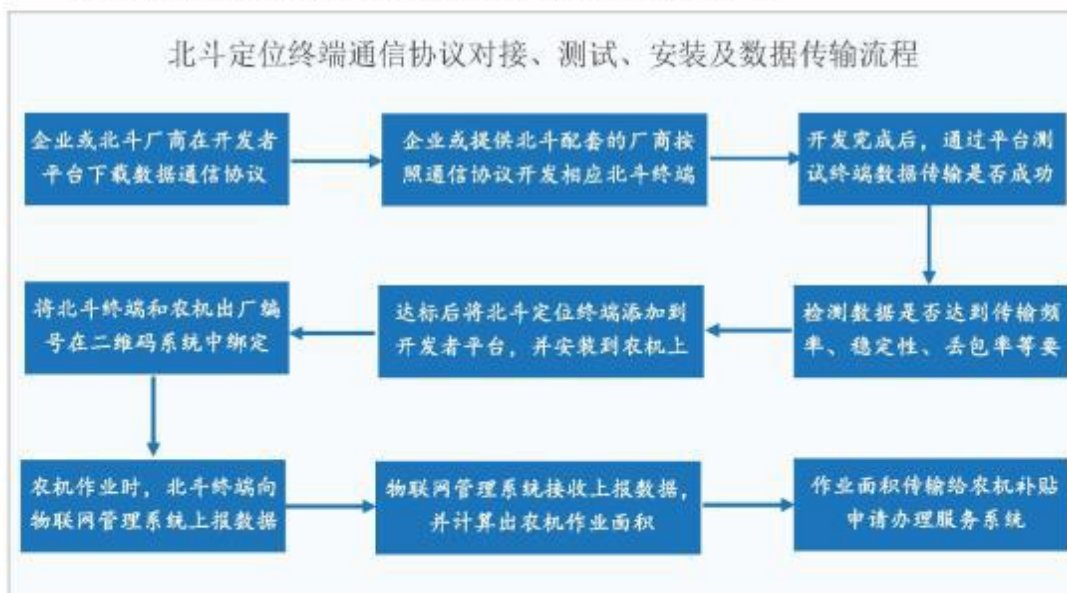 北斗定位终端通信协议对接、测试、安装及数据传输流程
企业或北斗厂商在开发者
平台下载数据通信协议
企业或提供北斗配套的厂商按
照通信协议开发相应北斗终端
开发完成后，通过平台测
试终端数据传输是否成功
检测数据是否达到传输频
率、稳定性、丢包率等要
达标后将北斗定位终端添加到
开发者平台，并安装到农机上
将北斗终端和农机出厂编
号在二维码系统中绑定
农机作业时，北斗终端向
物联网管理系统上报数据
物联网管理系统接收上报数据，
并计算出农机作业面积
作业面积传输给农机补贴
申请办理服务系统